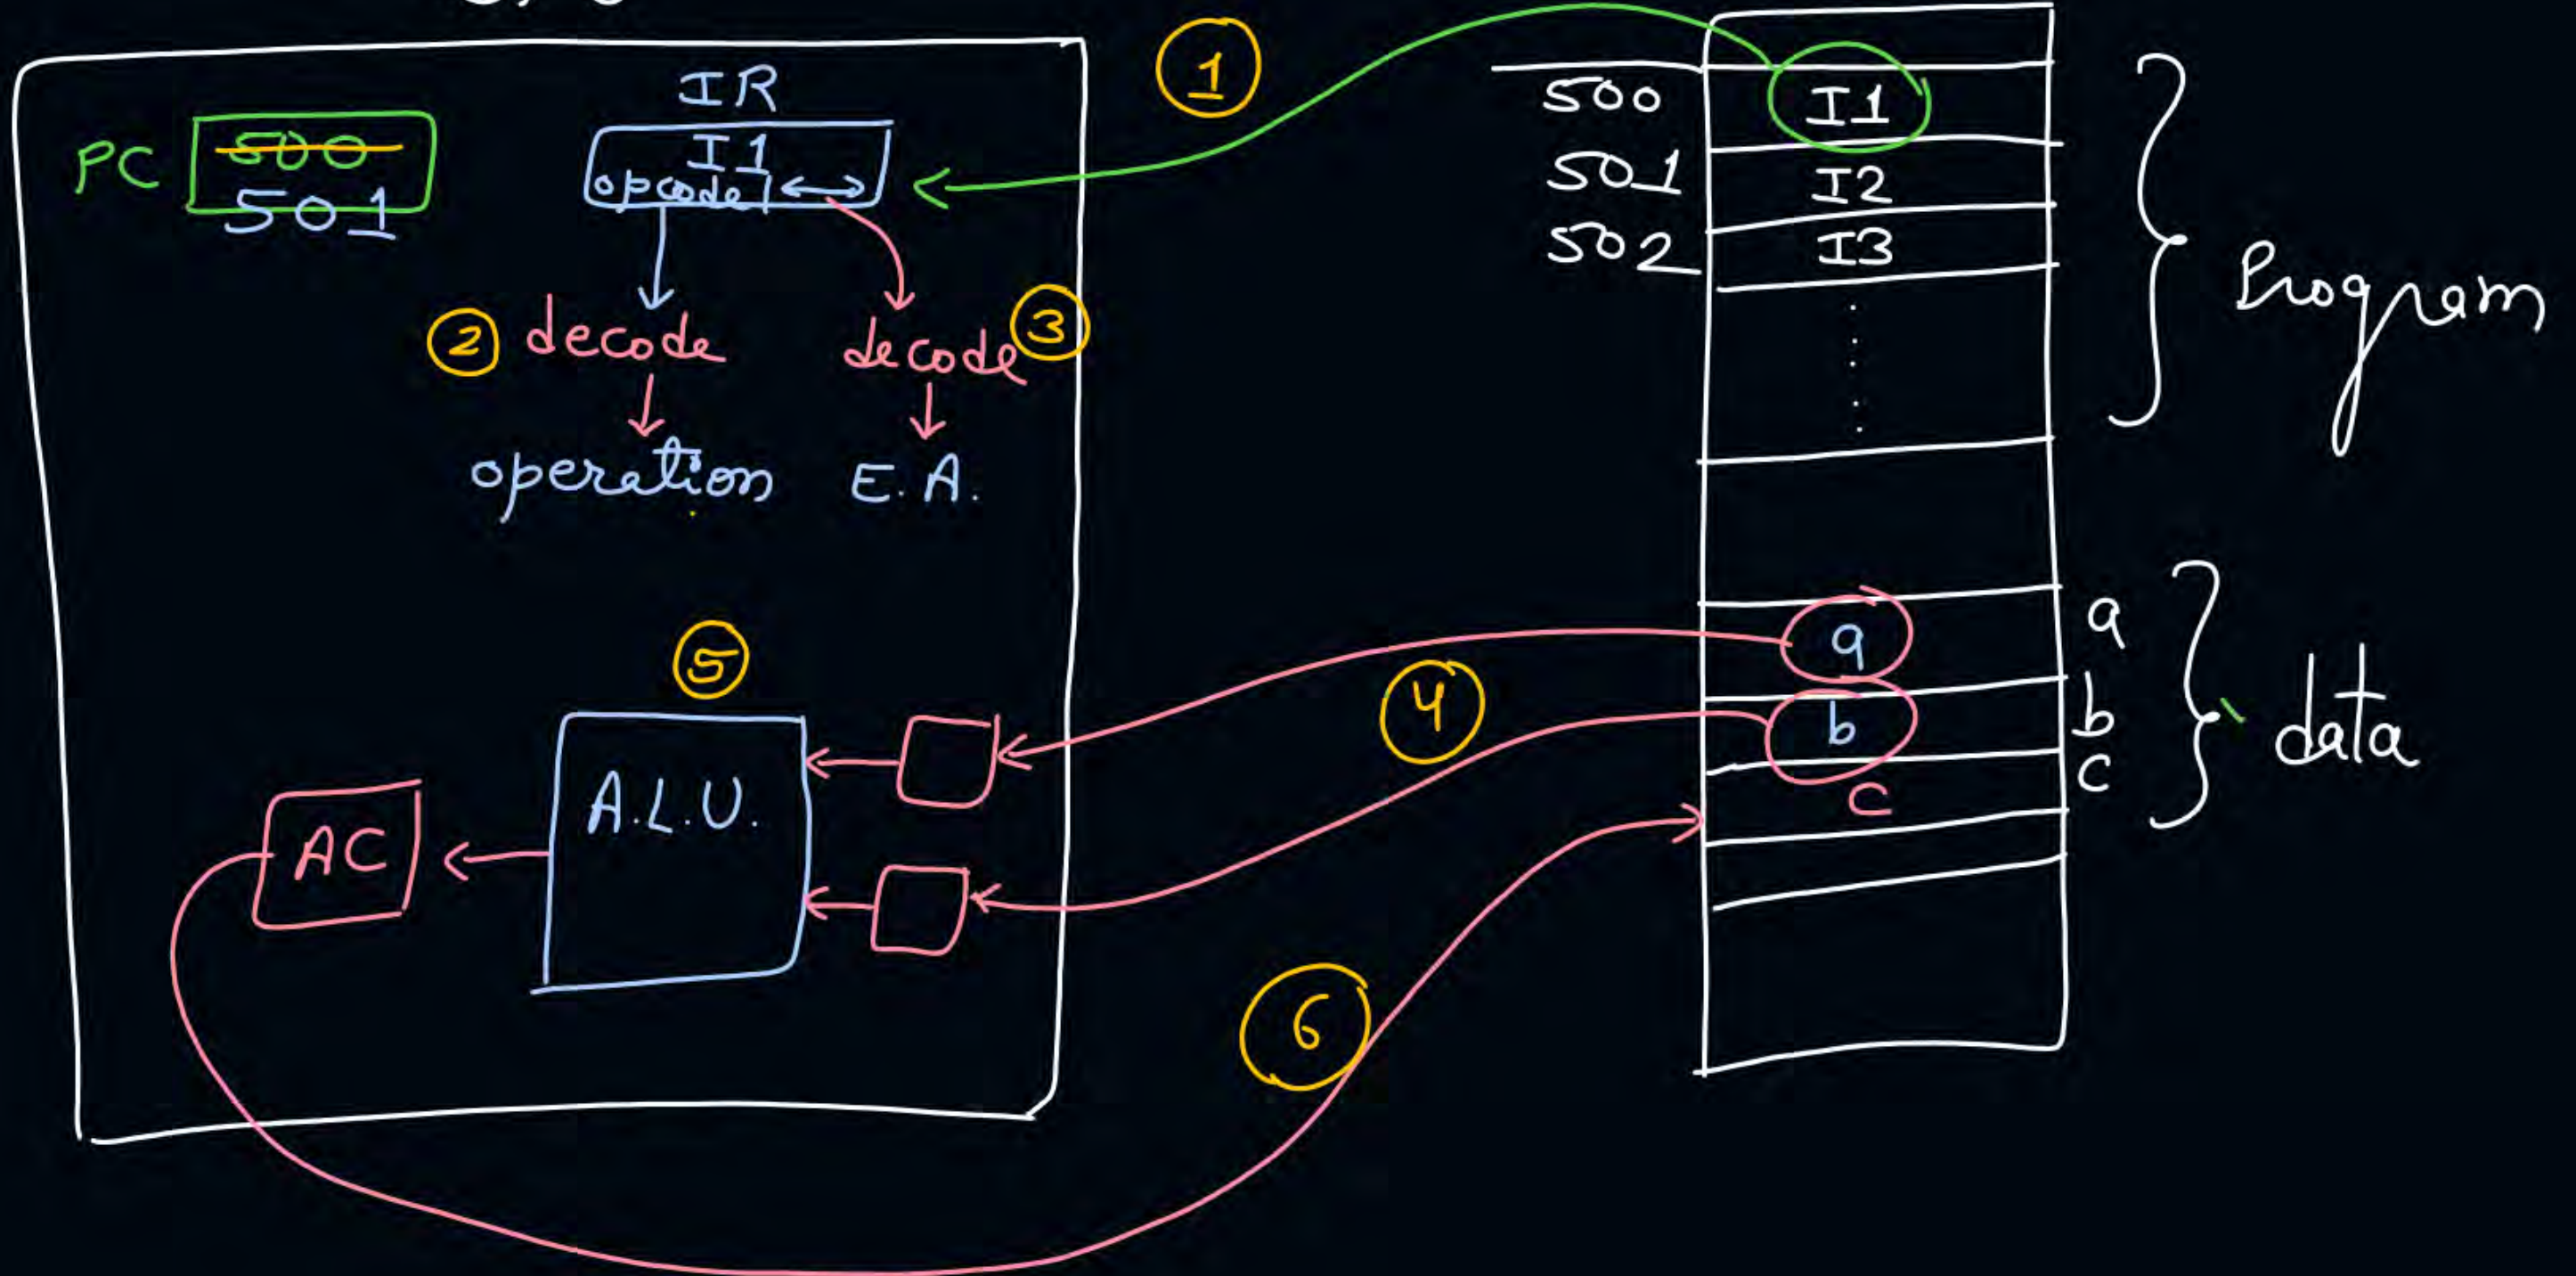 1
IR
PC
500
501
I1
opcode
2
decode
decode
3
operation
E. A.
5
A.L.U.
AC
4
6
500
I1
501
I2
502
I3
Program
a
a
b
b
c
c
data